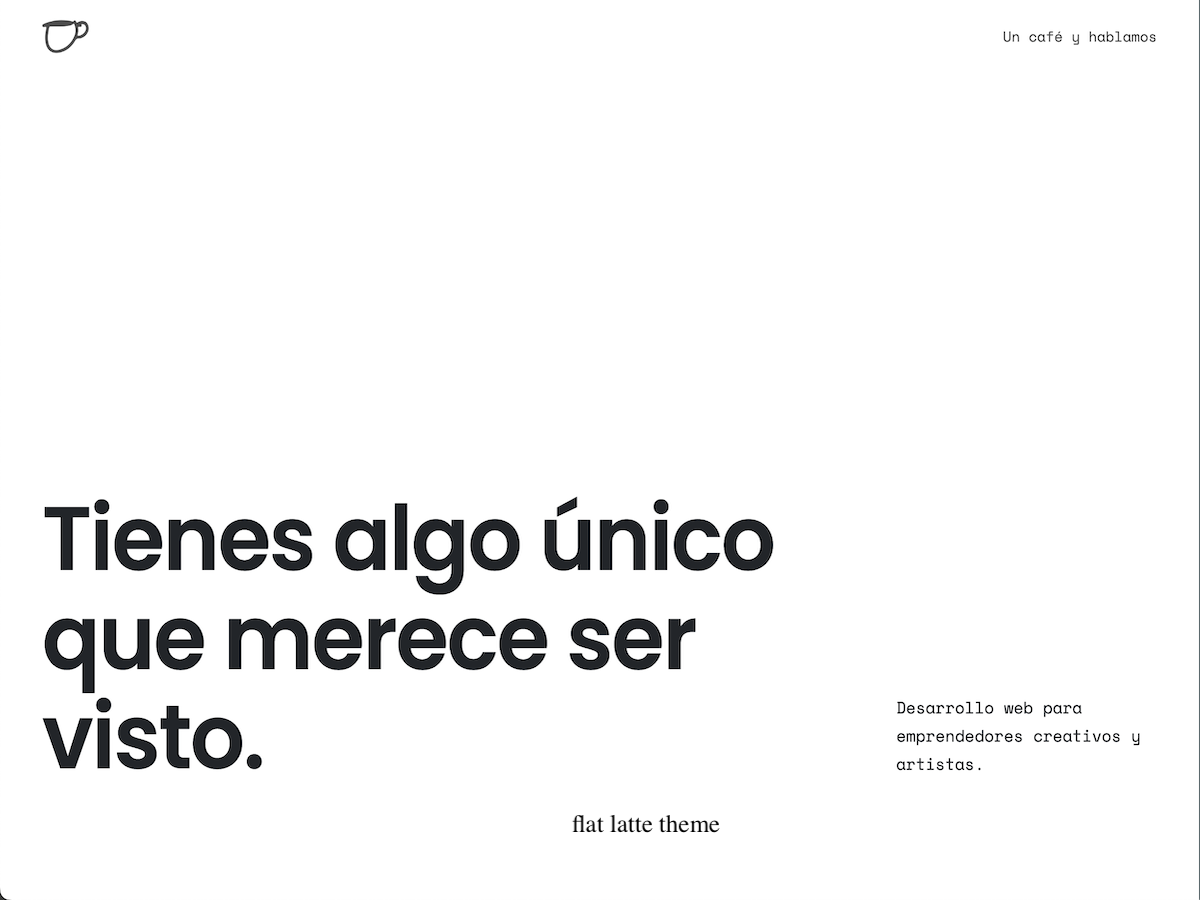 Un café y hablamos
Tienes algo único
que merece ser
visto.
Desarrollo web para
emprendedores creativos y
artistas.
flat latte theme